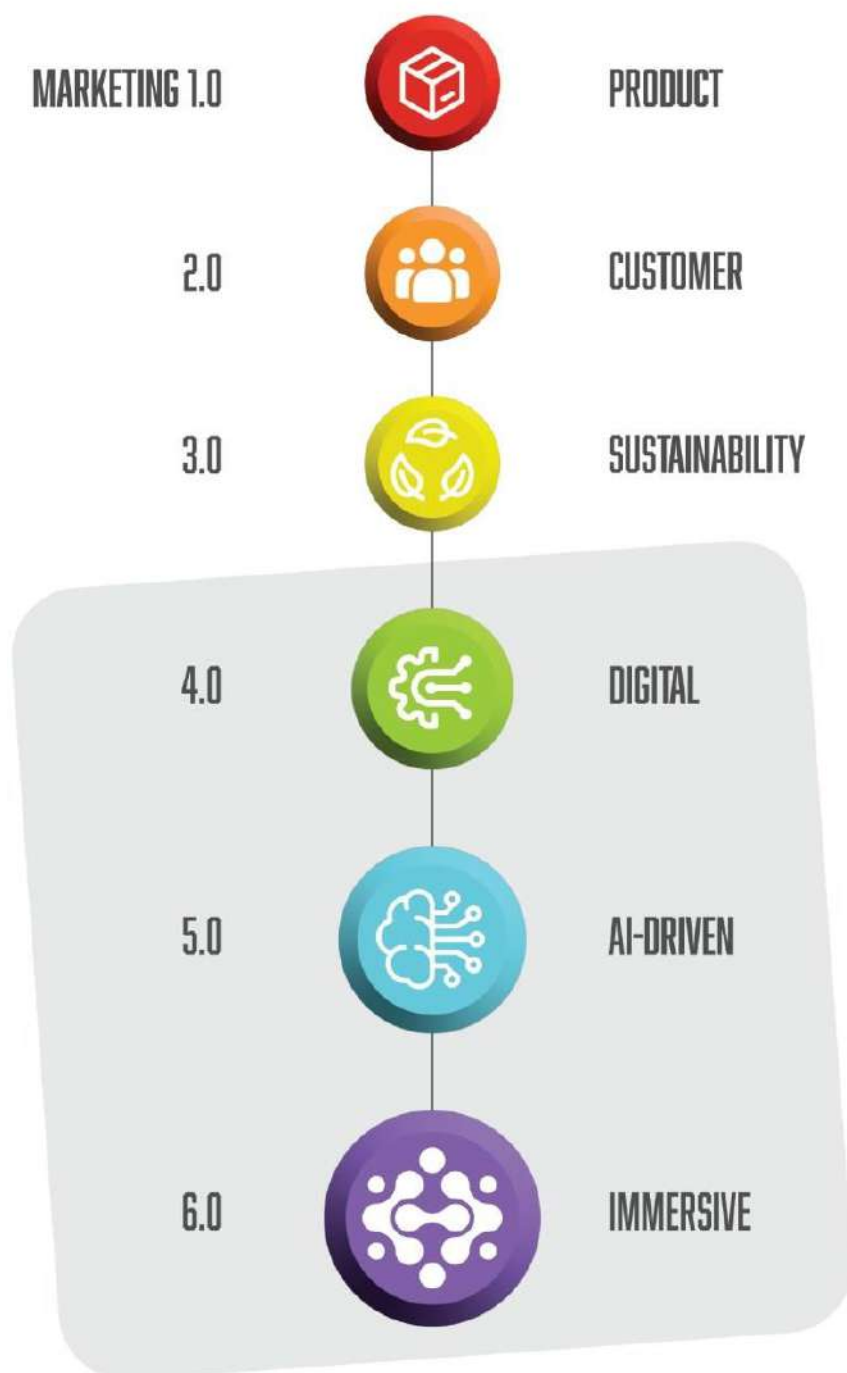 MARKETING 1.0 PRODUCT
2.0 CUSTOMER
3.0 SUSTAINABILITY
4.0 DIGITAL
5.0 AI-DRIVEN
6.0 IMMERSIVE